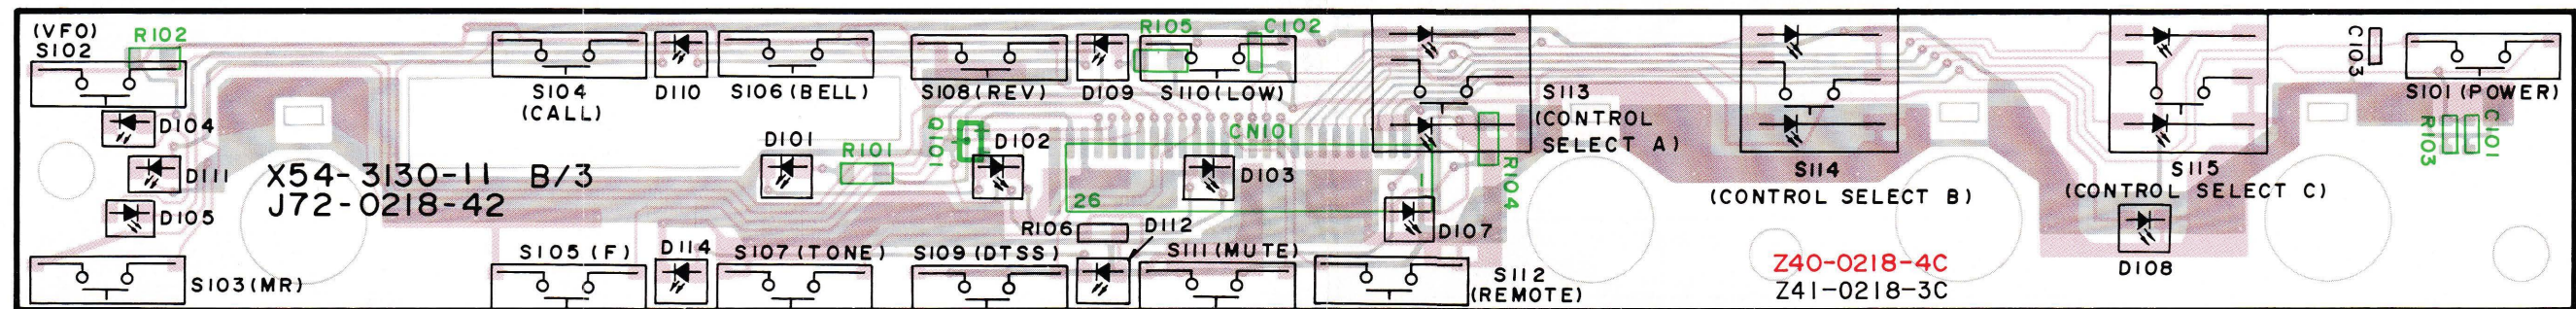 (VFO)
S102
R102
S104
(CALL)
D110
S106 (BELL)
S108 (REV)
D109
R105
C102
S110 (LOW)
S113
(CONTROL
SELECT A)
C103
S101 (POWER)
D104
D111
D105
X54-3130-11 B/3
J72-0218-42
D101
R101
Q101
D102
CN101
D103
1
26
R104
D107
S114
(CONTROL SELECT B)
S115
(CONTROL SELECT C)
R103
C101
S103 (MR)
S105 (F)
D114
S107 (TONE)
S109 (DTSS)
R106
D112
S111 (MUTE)
S112
(REMOTE)
Z40-0218-4C
Z41-0218-3C
D108